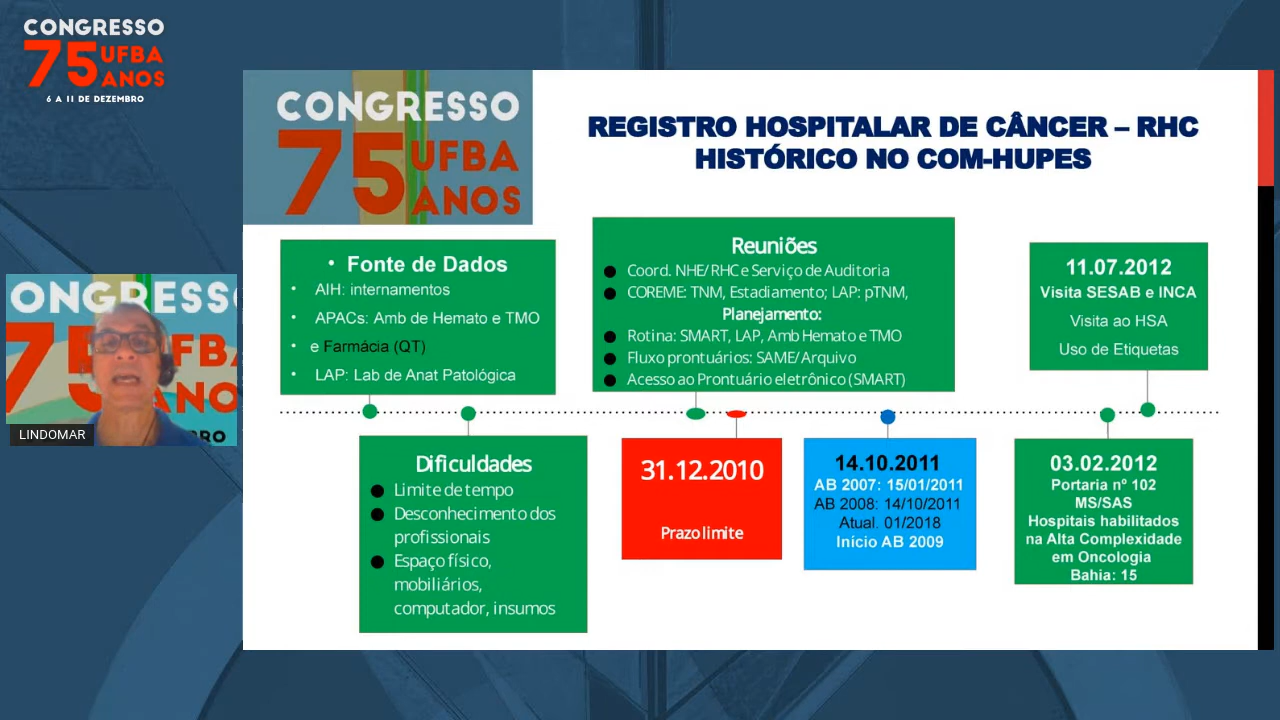 CONGRESSO
75 UFBA
ANOS
6 A 11 DE DEZEMBRO
CONGRESSO
75 UFBA
ANOS
REGISTRO HOSPITALAR DE CÂNCER – RHC
HISTÓRICO NO COM-HUPES
• Fonte de Dados
• AIH: internamentos
• APACs: Amb de Hemato e TMO
• e Farmácia (QT)
• LAP: Lab de Anat Patológica
Reuniões
● Coord. NHE/RHC e Serviço de Auditoria
● COREME: TNM, Estadiamento; LAP: pTNM,
Planejamento:
● Rotina: SMART, LAP, Amb Hemato e TMO
● Fluxo prontuários: SAME/Arquivo
● Acesso ao Prontuário eletrônico (SMART)
11.07.2012
Visita SESAB e INCA
Visita ao HSA
Uso de Etiquetas
Dificuldades
● Limite de tempo
● Desconhecimento dos
profissionais
● Espaço físico,
mobiliários,
computador, insumos
31.12.2010
Prazo limite
14.10.2011
AB 2007: 15/01/2011
AB 2008: 14/10/2011
Atual. 01/2018
Início AB 2009
03.02.2012
Portaria nº 102
MS/SAS
Hospitais habilitados
na Alta Complexidade
em Oncologia
Bahia: 15
ONGRESS
75 FB
ANO
BRO
LINDOMAR